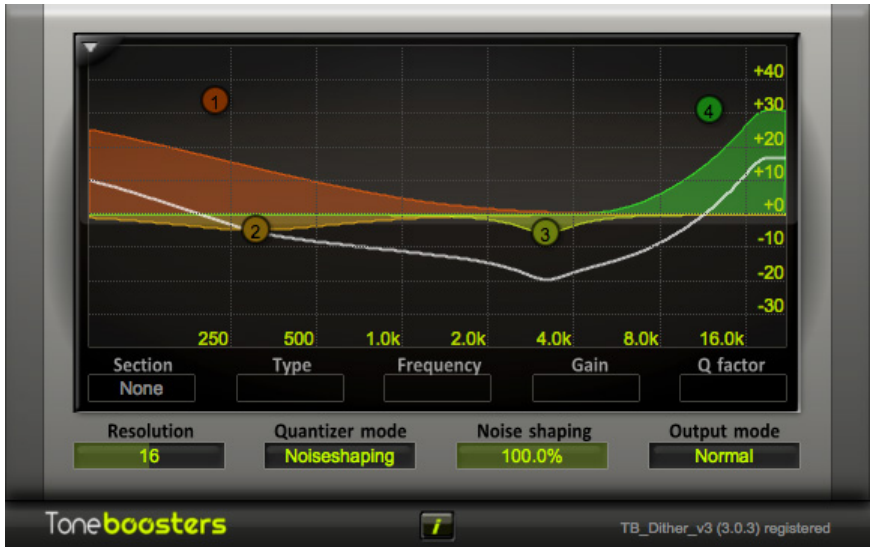 +40
1
4
+30
+20
+10
+0
2
3
-10
-20
-30
250 500 1.0k 2.0k 4.0k 8.0k 16.0k
Section Type Frequency Gain Q factor
None
Resolution Quantizer mode Noise shaping Output mode
16 Noiseshaping 100.0% Normal
Toneboosters i TB_Dither_v3 (3.0.3) registered